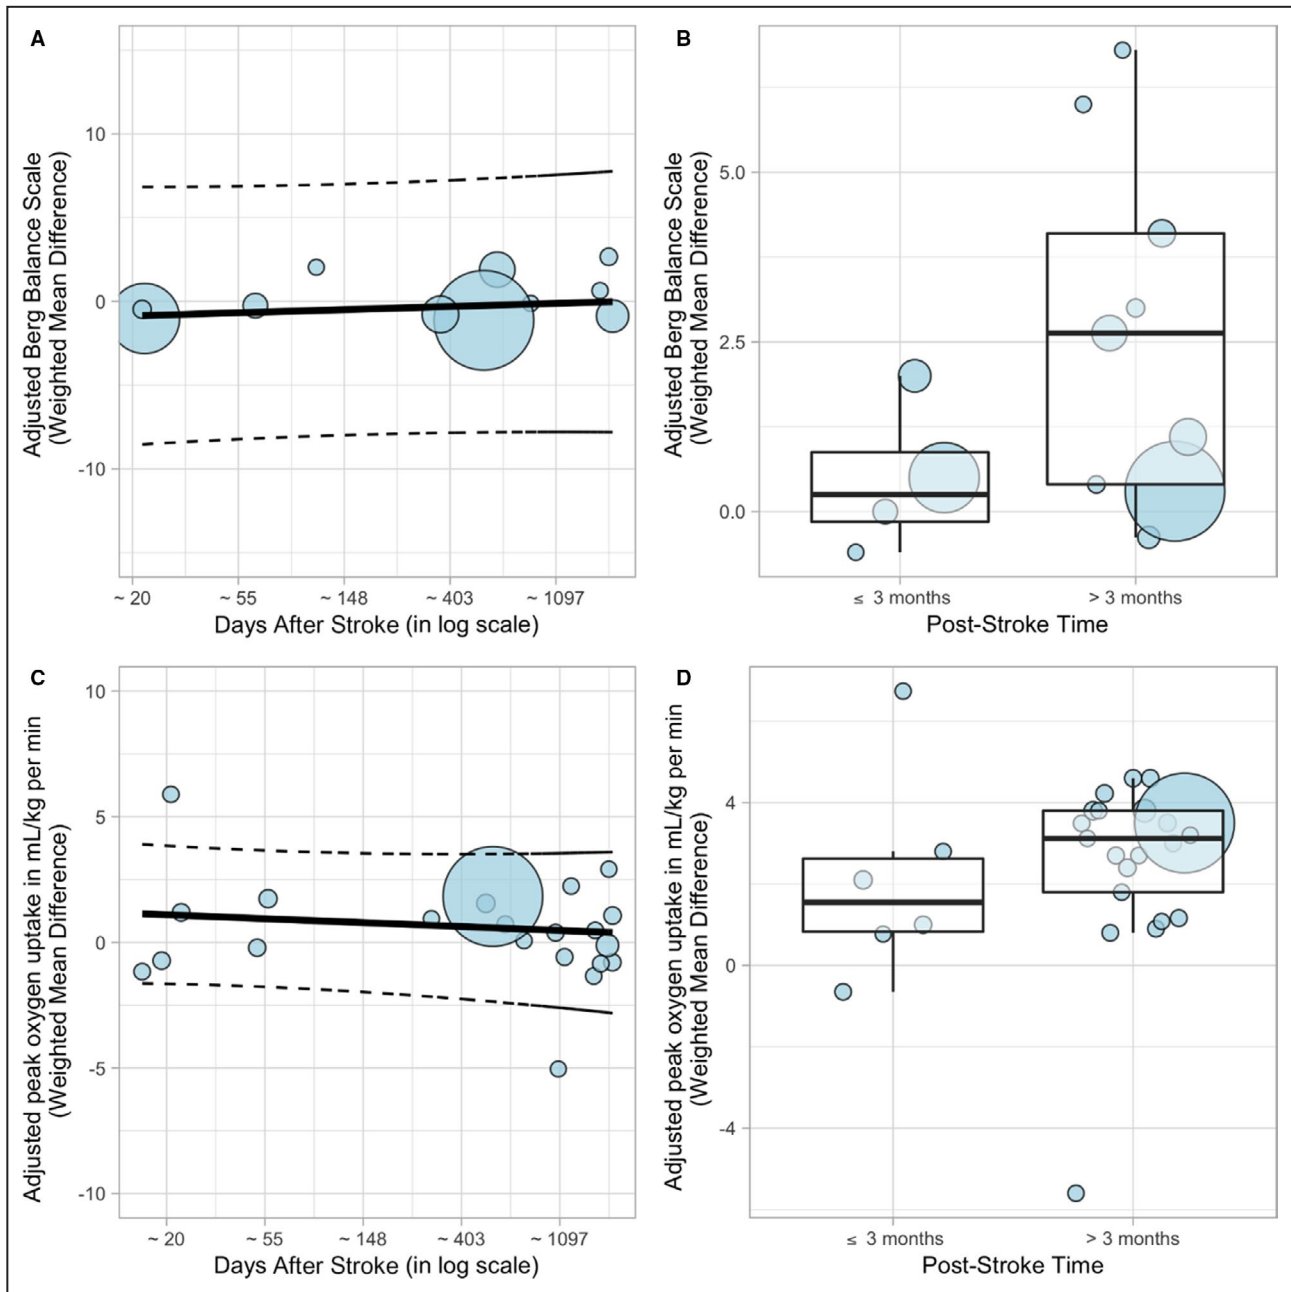 A
Adjusted Berg Balance Scale
(Weighted Mean Difference)
10
0
-10
~ 20
~ 55
~ 148
~ 403
~ 1097
Days After Stroke (in log scale)
B
Adjusted Berg Balance Scale
(Weighted Mean Difference)
5.0
2.5
0.0
≤ 3 months
> 3 months
Post-Stroke Time
C
Adjusted peak oxygen uptake in mL/kg per min
(Weighted Mean Difference)
10
5
0
-5
-10
~ 20
~ 55
~ 148
~ 403
~ 1097
Days After Stroke (in log scale)
D
Adjusted peak oxygen uptake in mL/kg per min
(Weighted Mean Difference)
4
0
-4
≤ 3 months
> 3 months
Post-Stroke Time